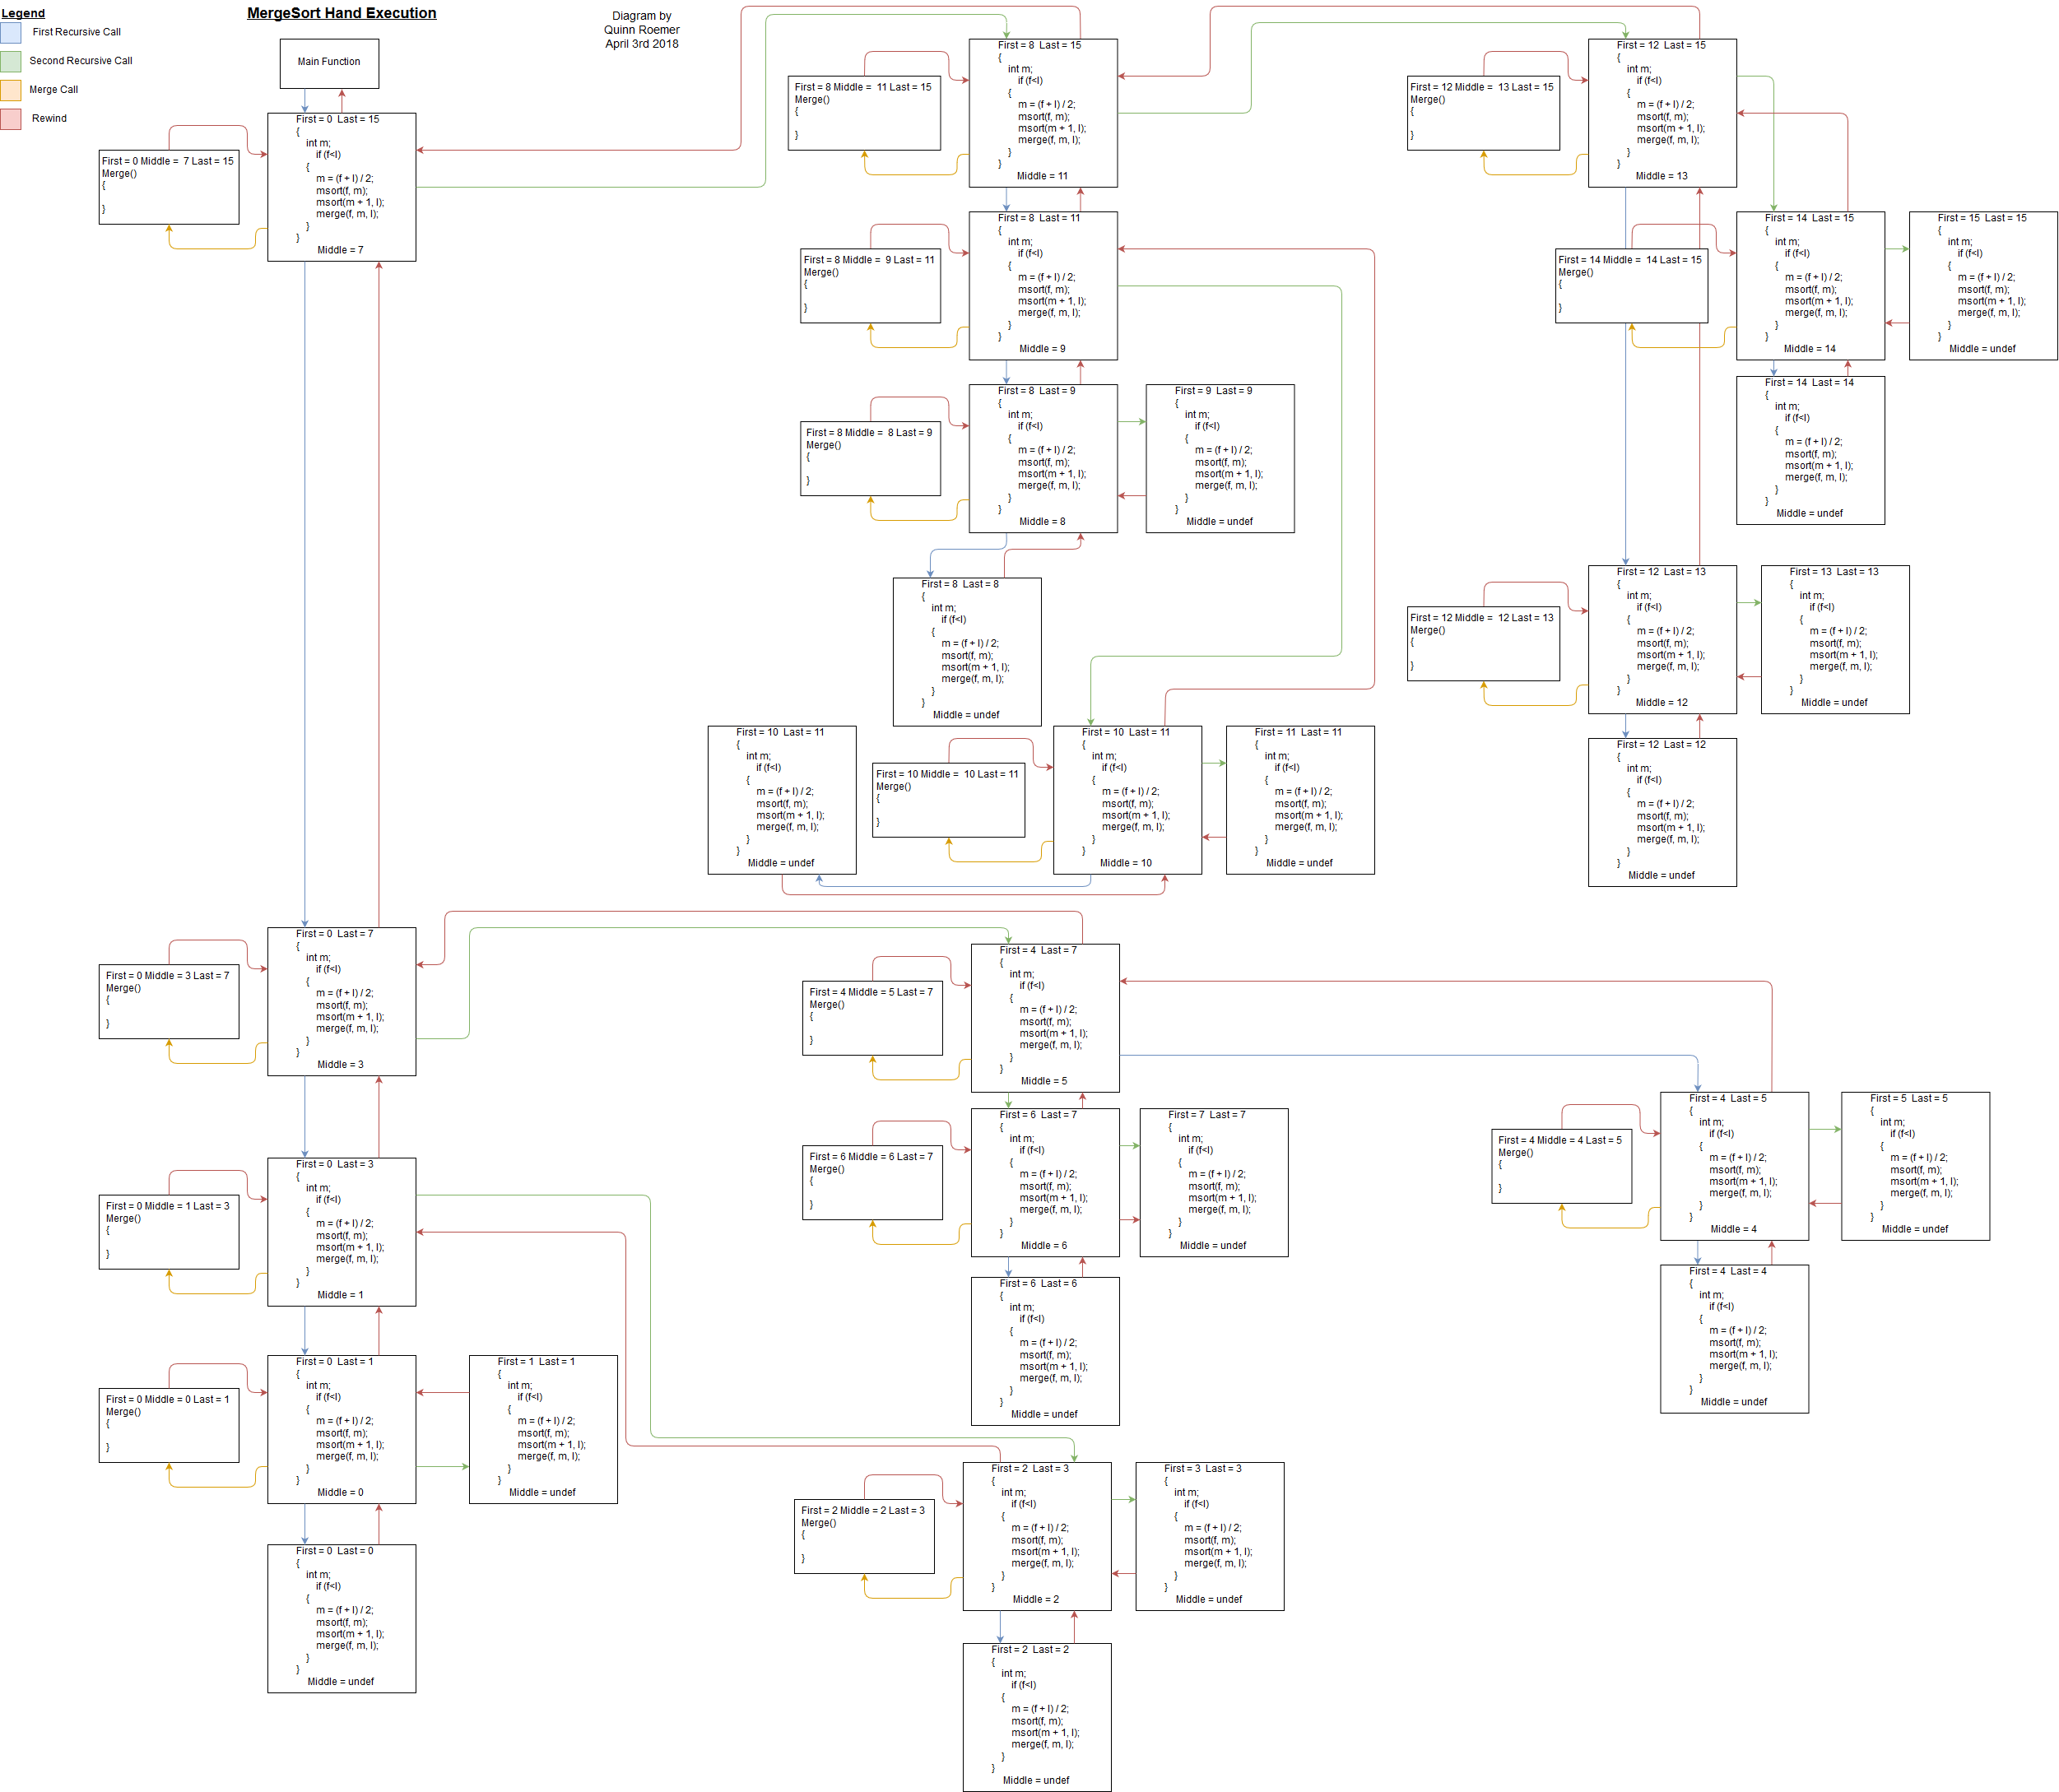 Legend
First Recursive Call
Second Recursive Call
Merge Call
Rewind
MergeSort Hand Execution
Diagram by
Quinn Roemer
April 3rd 2018
Main Function
First = 0 Last = 15
{
int m;
if (f<l)
{
m = (f + l) / 2;
msort(f, m);
msort(m + 1, l);
merge(f, m, l);
}
}
Middle = 7
First = 0 Middle = 7 Last = 15
Merge()
{
}
First = 8 Last = 15
{
int m;
if (f<l)
{
m = (f + l) / 2;
msort(f, m);
msort(m + 1, l);
merge(f, m, l);
}
}
Middle = 11
First = 8 Middle = 11 Last = 15
Merge()
{
}
First = 12 Last = 15
{
int m;
if (f<l)
{
m = (f + l) / 2;
msort(f, m);
msort(m + 1, l);
merge(f, m, l);
}
}
Middle = 13
First = 12 Middle = 13 Last = 15
Merge()
{
}
First = 8 Last = 11
{
int m;
if (f<l)
{
m = (f + l) / 2;
msort(f, m);
msort(m + 1, l);
merge(f, m, l);
}
}
Middle = 9
First = 8 Middle = 9 Last = 11
Merge()
{
}
First = 14 Last = 15
{
int m;
if (f<l)
{
m = (f + l) / 2;
msort(f, m);
msort(m + 1, l);
merge(f, m, l);
}
}
Middle = 14
First = 14 Middle = 14 Last = 15
Merge()
{
}
First = 15 Last = 15
{
int m;
if (f<l)
{
m = (f + l) / 2;
msort(f, m);
msort(m + 1, l);
merge(f, m, l);
}
}
Middle = undef
First = 8 Last = 9
{
int m;
if (f<l)
{
m = (f + l) / 2;
msort(f, m);
msort(m + 1, l);
merge(f, m, l);
}
}
Middle = 8
First = 8 Middle = 8 Last = 9
Merge()
{
}
First = 9 Last = 9
{
int m;
if (f<l)
{
m = (f + l) / 2;
msort(f, m);
msort(m + 1, l);
merge(f, m, l);
}
}
Middle = undef
First = 14 Last = 14
{
int m;
if (f<l)
{
m = (f + l) / 2;
msort(f, m);
msort(m + 1, l);
merge(f, m, l);
}
}
Middle = undef
First = 8 Last = 8
{
int m;
if (f<l)
{
m = (f + l) / 2;
msort(f, m);
msort(m + 1, l);
merge(f, m, l);
}
}
Middle = undef
First = 12 Last = 13
{
int m;
if (f<l)
{
m = (f + l) / 2;
msort(f, m);
msort(m + 1, l);
merge(f, m, l);
}
}
Middle = 12
First = 12 Middle = 12 Last = 13
Merge()
{
}
First = 13 Last = 13
{
int m;
if (f<l)
{
m = (f + l) / 2;
msort(f, m);
msort(m + 1, l);
merge(f, m, l);
}
}
Middle = undef
First = 10 Last = 11
{
int m;
if (f<l)
{
m = (f + l) / 2;
msort(f, m);
msort(m + 1, l);
merge(f, m, l);
}
}
Middle = undef
First = 10 Middle = 10 Last = 11
Merge()
{
}
First = 10 Last = 11
{
int m;
if (f<l)
{
m = (f + l) / 2;
msort(f, m);
msort(m + 1, l);
merge(f, m, l);
}
}
Middle = 10
First = 11 Last = 11
{
int m;
if (f<l)
{
m = (f + l) / 2;
msort(f, m);
msort(m + 1, l);
merge(f, m, l);
}
}
Middle = undef
First = 12 Last = 12
{
int m;
if (f<l)
{
m = (f + l) / 2;
msort(f, m);
msort(m + 1, l);
merge(f, m, l);
}
}
Middle = undef
First = 0 Last = 7
{
int m;
if (f<l)
{
m = (f + l) / 2;
msort(f, m);
msort(m + 1, l);
merge(f, m, l);
}
}
Middle = 3
First = 0 Middle = 3 Last = 7
Merge()
{
}
First = 4 Last = 7
{
int m;
if (f<l)
{
m = (f + l) / 2;
msort(f, m);
msort(m + 1, l);
merge(f, m, l);
}
}
Middle = 5
First = 4 Middle = 5 Last = 7
Merge()
{
}
First = 4 Last = 5
{
int m;
if (f<l)
{
m = (f + l) / 2;
msort(f, m);
msort(m + 1, l);
merge(f, m, l);
}
}
Middle = 4
First = 4 Middle = 4 Last = 5
Merge()
{
}
First = 5 Last = 5
{
int m;
if (f<l)
{
m = (f + l) / 2;
msort(f, m);
msort(m + 1, l);
merge(f, m, l);
}
}
Middle = undef
First = 6 Last = 7
{
int m;
if (f<l)
{
m = (f + l) / 2;
msort(f, m);
msort(m + 1, l);
merge(f, m, l);
}
}
Middle = 6
First = 6 Middle = 6 Last = 7
Merge()
{
}
First = 7 Last = 7
{
int m;
if (f<l)
{
m = (f + l) / 2;
msort(f, m);
msort(m + 1, l);
merge(f, m, l);
}
}
Middle = undef
First = 0 Last = 3
{
int m;
if (f<l)
{
m = (f + l) / 2;
msort(f, m);
msort(m + 1, l);
merge(f, m, l);
}
}
Middle = 1
First = 0 Middle = 1 Last = 3
Merge()
{
}
First = 4 Last = 4
{
int m;
if (f<l)
{
m = (f + l) / 2;
msort(f, m);
msort(m + 1, l);
merge(f, m, l);
}
}
Middle = undef
First = 6 Last = 6
{
int m;
if (f<l)
{
m = (f + l) / 2;
msort(f, m);
msort(m + 1, l);
merge(f, m, l);
}
}
Middle = undef
First = 0 Last = 1
{
int m;
if (f<l)
{
m = (f + l) / 2;
msort(f, m);
msort(m + 1, l);
merge(f, m, l);
}
}
Middle = 0
First = 0 Middle = 0 Last = 1
Merge()
{
}
First = 1 Last = 1
{
int m;
if (f<l)
{
m = (f + l) / 2;
msort(f, m);
msort(m + 1, l);
merge(f, m, l);
}
}
Middle = undef
First = 2 Last = 3
{
int m;
if (f<l)
{
m = (f + l) / 2;
msort(f, m);
msort(m + 1, l);
merge(f, m, l);
}
}
Middle = 2
First = 2 Middle = 2 Last = 3
Merge()
{
}
First = 3 Last = 3
{
int m;
if (f<l)
{
m = (f + l) / 2;
msort(f, m);
msort(m + 1, l);
merge(f, m, l);
}
}
Middle = undef
First = 0 Last = 0
{
int m;
if (f<l)
{
m = (f + l) / 2;
msort(f, m);
msort(m + 1, l);
merge(f, m, l);
}
}
Middle = undef
First = 2 Last = 2
{
int m;
if (f<l)
{
m = (f + l) / 2;
msort(f, m);
msort(m + 1, l);
merge(f, m, l);
}
}
Middle = undef